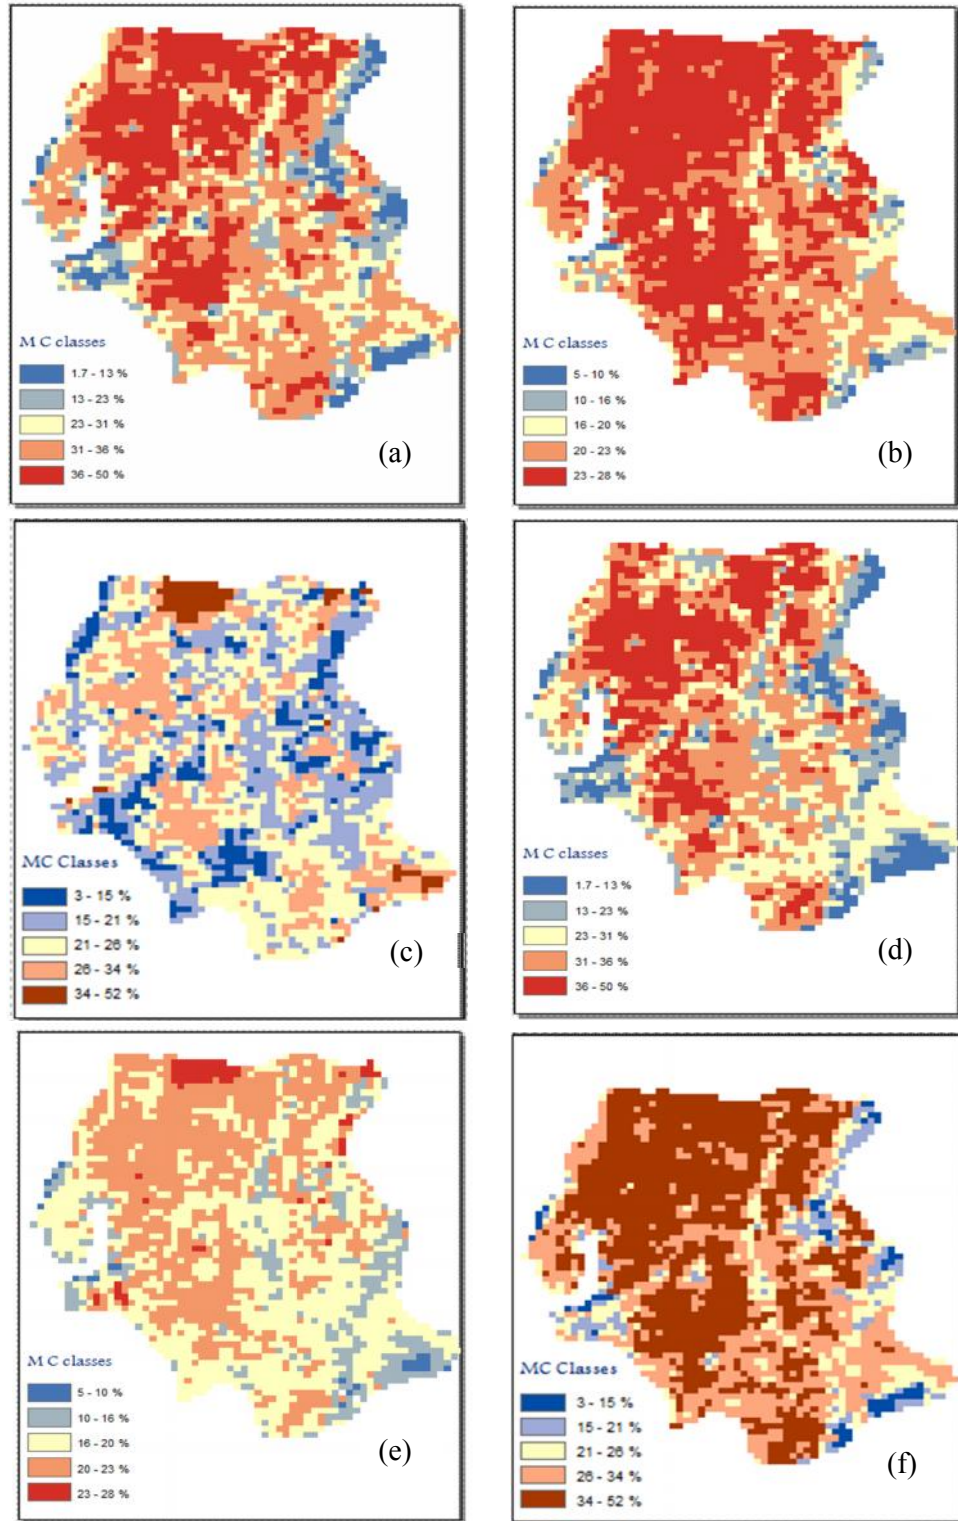 M C classes
1.7 - 13 %
13 - 23 %
23 - 31 %
31 - 36 %
36 - 50 %
(a)
M C classes
5 - 10 %
10 - 16 %
16 - 20 %
20 - 23 %
23 - 28 %
(b)
MC Classes
3 - 15 %
15 - 21 %
21 - 26 %
26 - 34 %
34 - 52 %
(c)
M C classes
1.7 - 13 %
13 - 23 %
23 - 31 %
31 - 36 %
36 - 50 %
(d)
M C classes
5 - 10 %
10 - 16 %
16 - 20 %
20 - 23 %
23 - 28 %
(e)
MC Classes
3 - 15 %
15 - 21 %
21 - 26 %
26 - 34 %
34 - 52 %
(f)